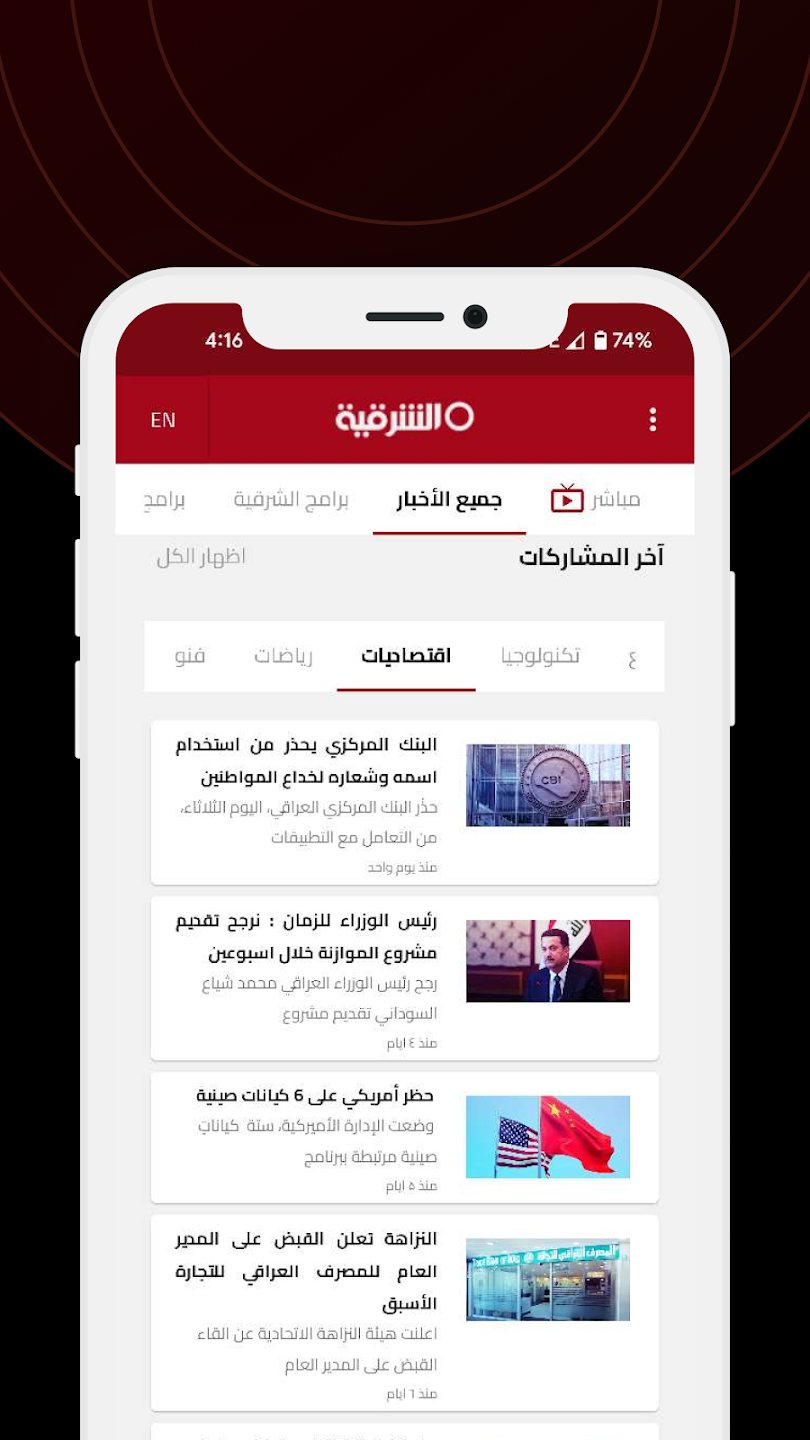 4:16
74%
EN
الشرقية
مباشر
جميع الأخبار
برامج الشرقية
برامج
آخر المشاركات
اظهار الكل
ع
تكنولوجيا
اقتصاديات
رياضات
فنو
البنك المركزي يحذر من استخدام
اسمه وشعاره لخداع المواطنين
حذّر البنك المركزي العراقي، اليوم الثلاثاء،
من التعامل مع التطبيقات
منذ يوم واحد
CBI
رئيس الوزراء للزمان : نرجح تقديم
مشروع الموازنة خلال اسبوعين
رجح رئيس الوزراء العراقي محمد شياع
السوداني تقديم مشروع
منذ ٤ ايام
حظر أمريكي على 6 كيانات صينية
وضعت الإدارة الأميركية، ستة كيانات
صينية مرتبطة ببرنامج
منذ ٥ ايام
النزاهة تعلن القبض على المدير
العام للمصرف العراقي للتجارة
الأسبق
اعلنت هيئة النزاهة الاتحادية عن القاء
القبض على المدير العام
منذ ٦ ايام